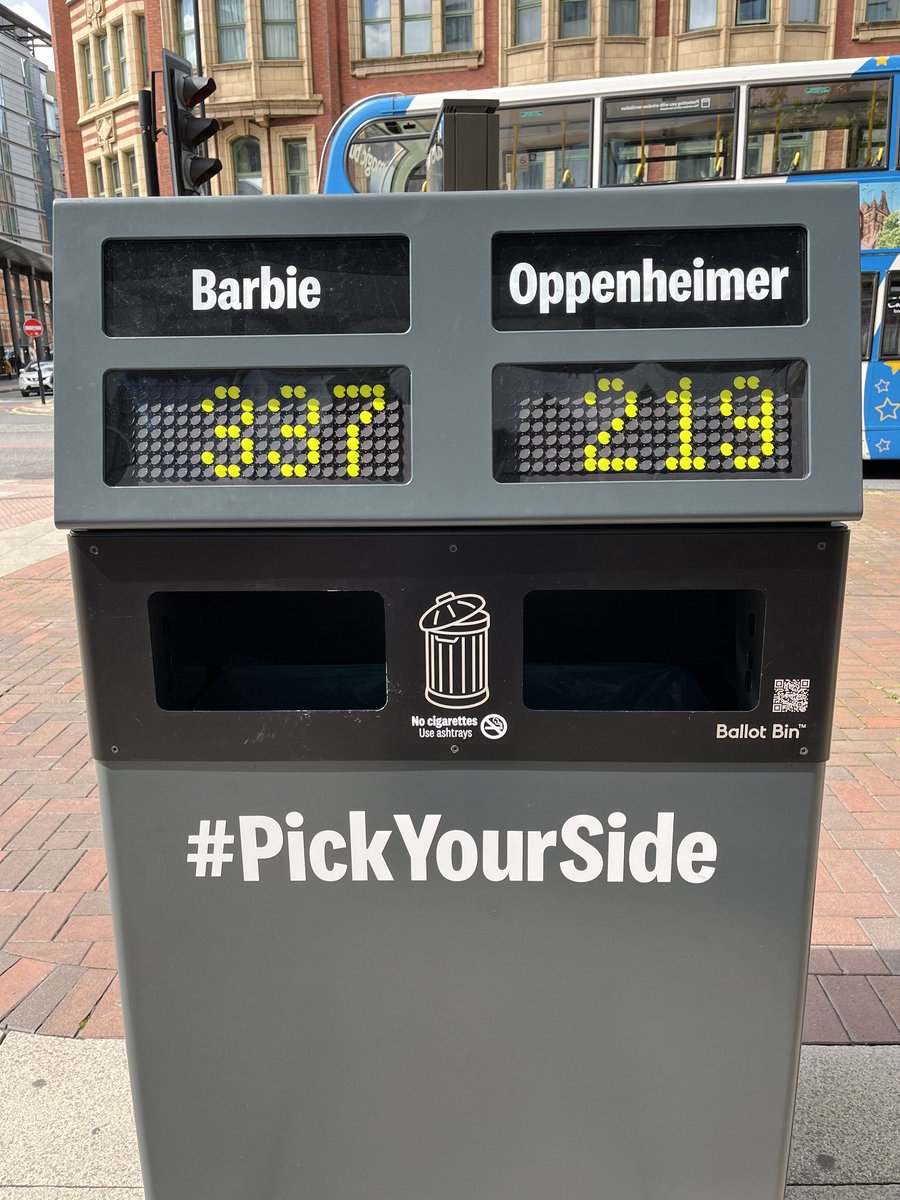 Barbie
Oppenheimer
337
219
No cigarettes
Use ashtrays
Ballot Bin™
#PickYourSide